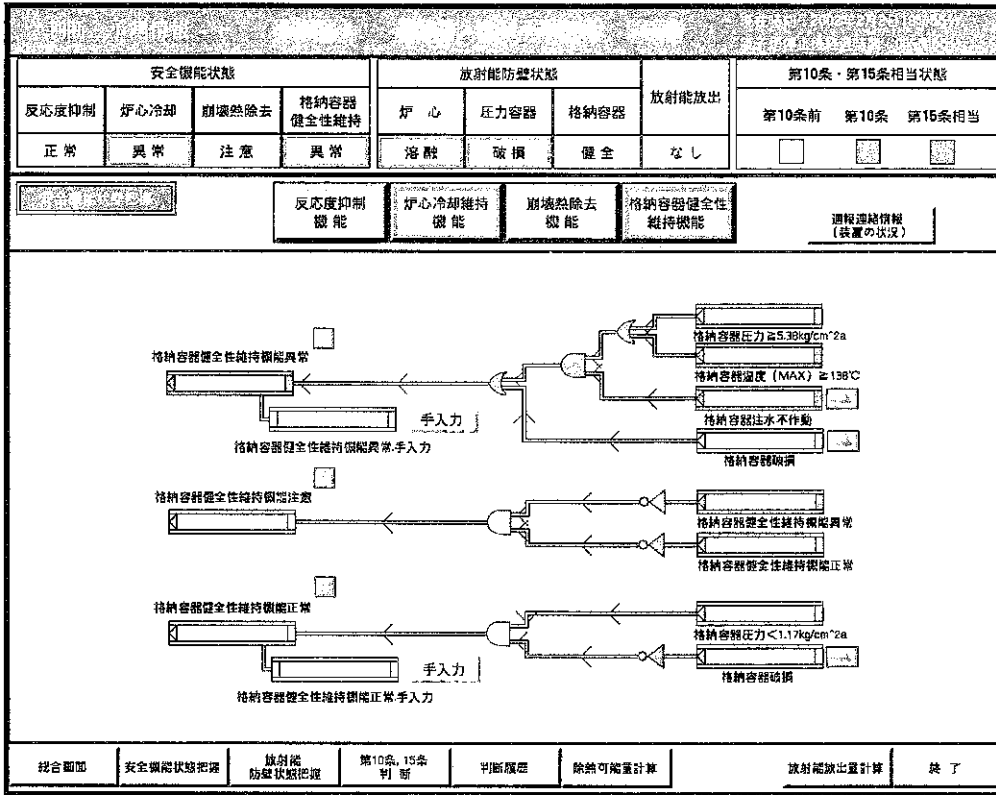 安全機能状態
放射能防壁状態
放射能放出
第10条・第15条相当状態
反応度抑制
炉心冷却
崩壊熱除去
格納容器
健全性維持
炉 心
圧力容器
格納容器
第10条前
第10条
第15条相当
正 常
異 常
注 意
異 常
溶 融
破 損
健 全
な し
反応度抑制
機 能
炉心冷却維持
機 能
崩壊熱除去
機 能
格納容器健全性
維持機能
通報連絡情報
(装置の状況)
格納容器健全性維持機能異常
手入力
格納容器健全性維持機能異常.手入力
格納容器圧力≧5.38kg/cm^2a
格納容器温度(MAX)≧138℃
格納容器注水不作動
格納容器破損
格納容器健全性維持機能注意
格納容器健全性維持機能異常
格納容器健全性維持機能正常
格納容器健全性維持機能正常
手入力
格納容器健全性維持機能正常.手入力
格納容器圧力<1.17kg/cm^2a
格納容器破損
総合画面
安全機能状態把握
放射能
防壁状態把握
第10条,15条
判 断
判断履歴
除熱可能量計算
放射能放出量計算
終 了